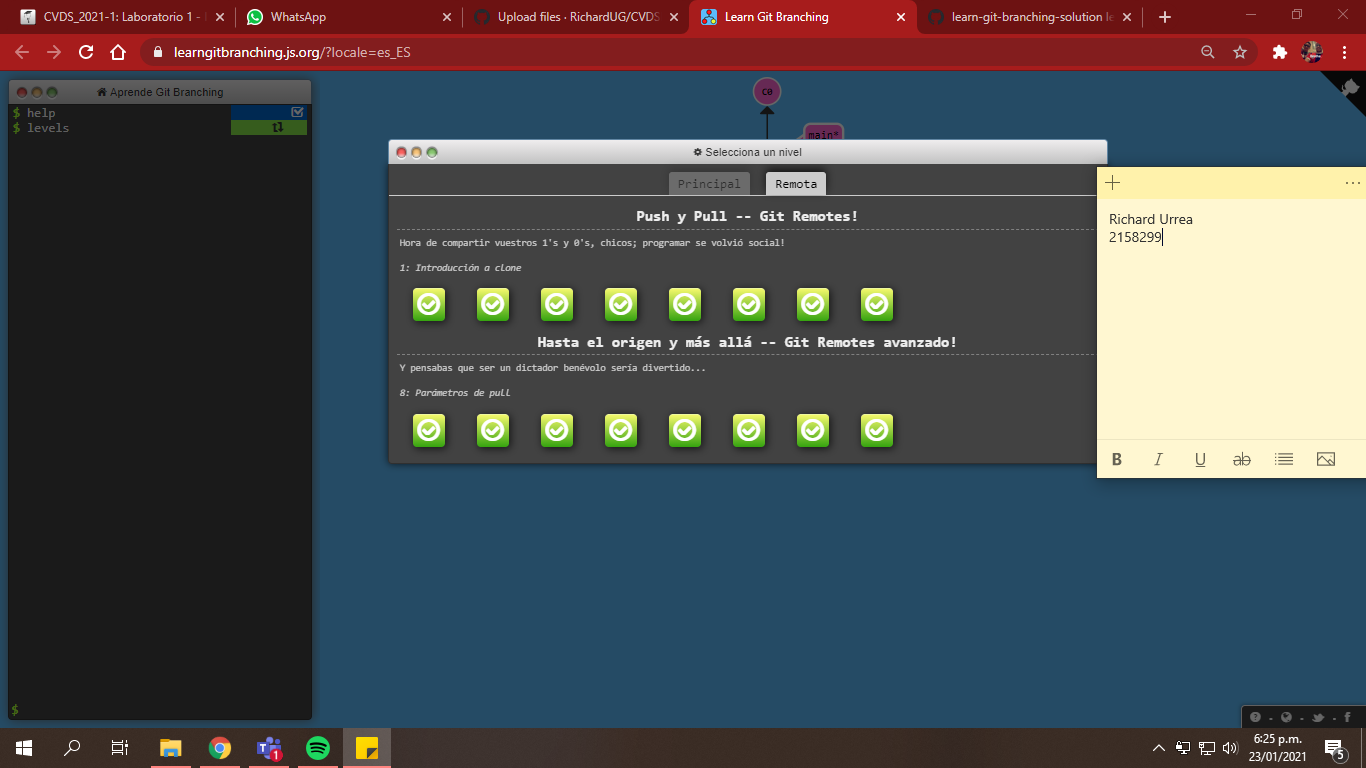 CVDS_2021-1: Laboratorio 1 -
WhatsApp
Upload files · RichardUG/CVDS
Learn Git Branching
learn-git-branching-solution le
learngitbranching.js.org/?locale=es_ES
Aprende Git Branching
$ help
$ levels
$
C0
main*
Selecciona un nivel
Principal
Remota
Push y Pull -- Git Remotes!
Hora de compartir vuestros 1's y 0's, chicos; programar se volvió social!
1: Introducción a clone
Hasta el origen y más allá -- Git Remotes avanzado!
Y pensabas que ser un dictador benévolo sería divertido...
8: Parámetros de pull
Richard Urrea
2158299
B I U ab
1
6:25 p.m.
23/01/2021
5